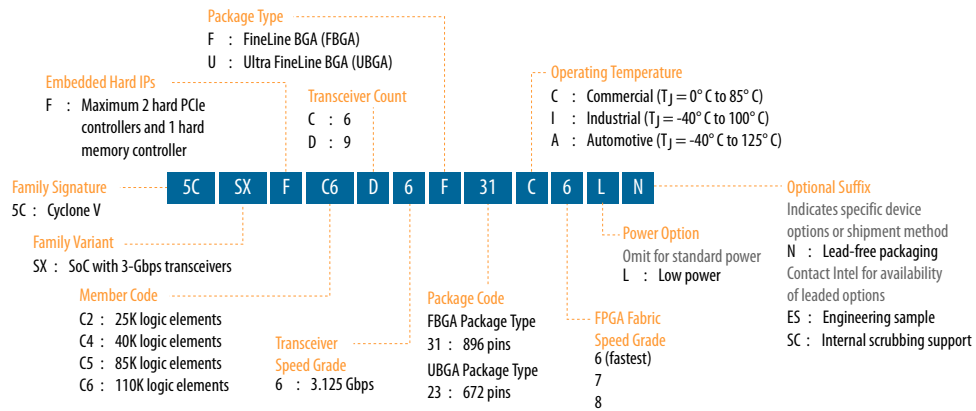 Package Type
F : FineLine BGA (FBGA)
U : Ultra FineLine BGA (UBGA)
Embedded Hard IPs
F : Maximum 2 hard PCIe
controllers and 1 hard
memory controller
Transceiver Count
C : 6
D : 9
Operating Temperature
C : Commercial (TJ = 0° C to 85° C)
I : Industrial (TJ = -40° C to 100° C)
A : Automotive (TJ = -40° C to 125° C)
Family Signature
5C : Cyclone V
5C SX F C6 D 6 F 31 C 6 L N
Family Variant
SX : SoC with 3-Gbps transceivers
Member Code
C2 : 25K logic elements
C4 : 40K logic elements
C5 : 85K logic elements
C6 : 110K logic elements
Transceiver
Speed Grade
6 : 3.125 Gbps
Package Code
FBGA Package Type
31 : 896 pins
UBGA Package Type
23 : 672 pins
FPGA Fabric
Speed Grade
6 (fastest)
7
8
Power Option
Omit for standard power
L : Low power
Optional Suffix
Indicates specific device
options or shipment method
N : Lead-free packaging
Contact Intel for availability
of leaded options
ES : Engineering sample
SC : Internal scrubbing support